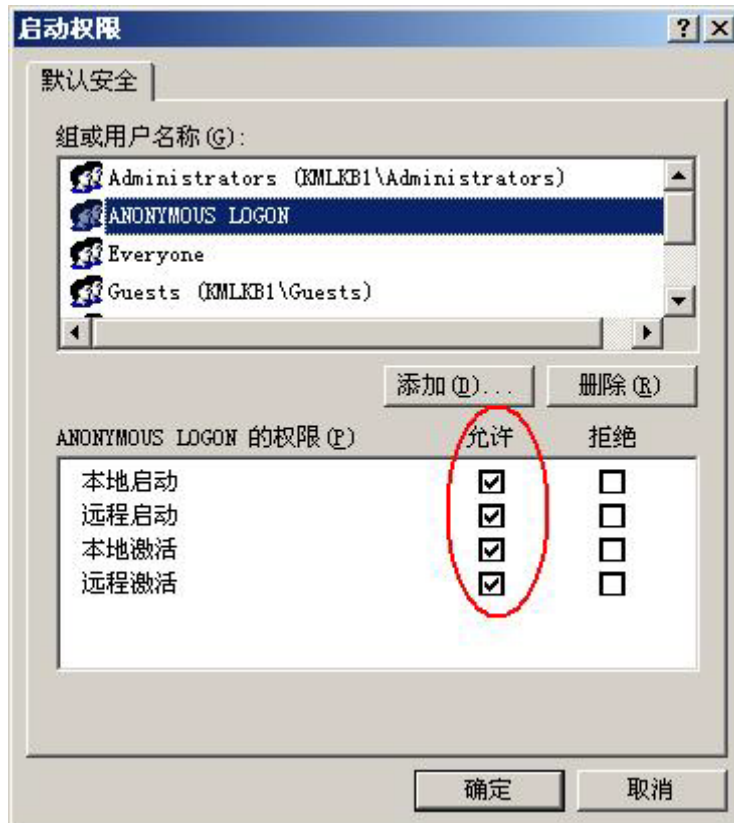 启动权限
默认安全
组或用户名称(G):
Administrators (KMLKB1\Administrators)
ANONYMOUS LOGON
Everyone
Guests (KMLKB1\Guests)
添加(D)... 删除(R)
ANONYMOUS LOGON 的权限(P) 允许 拒绝
本地启动
远程启动
本地激活
远程激活
确定 取消